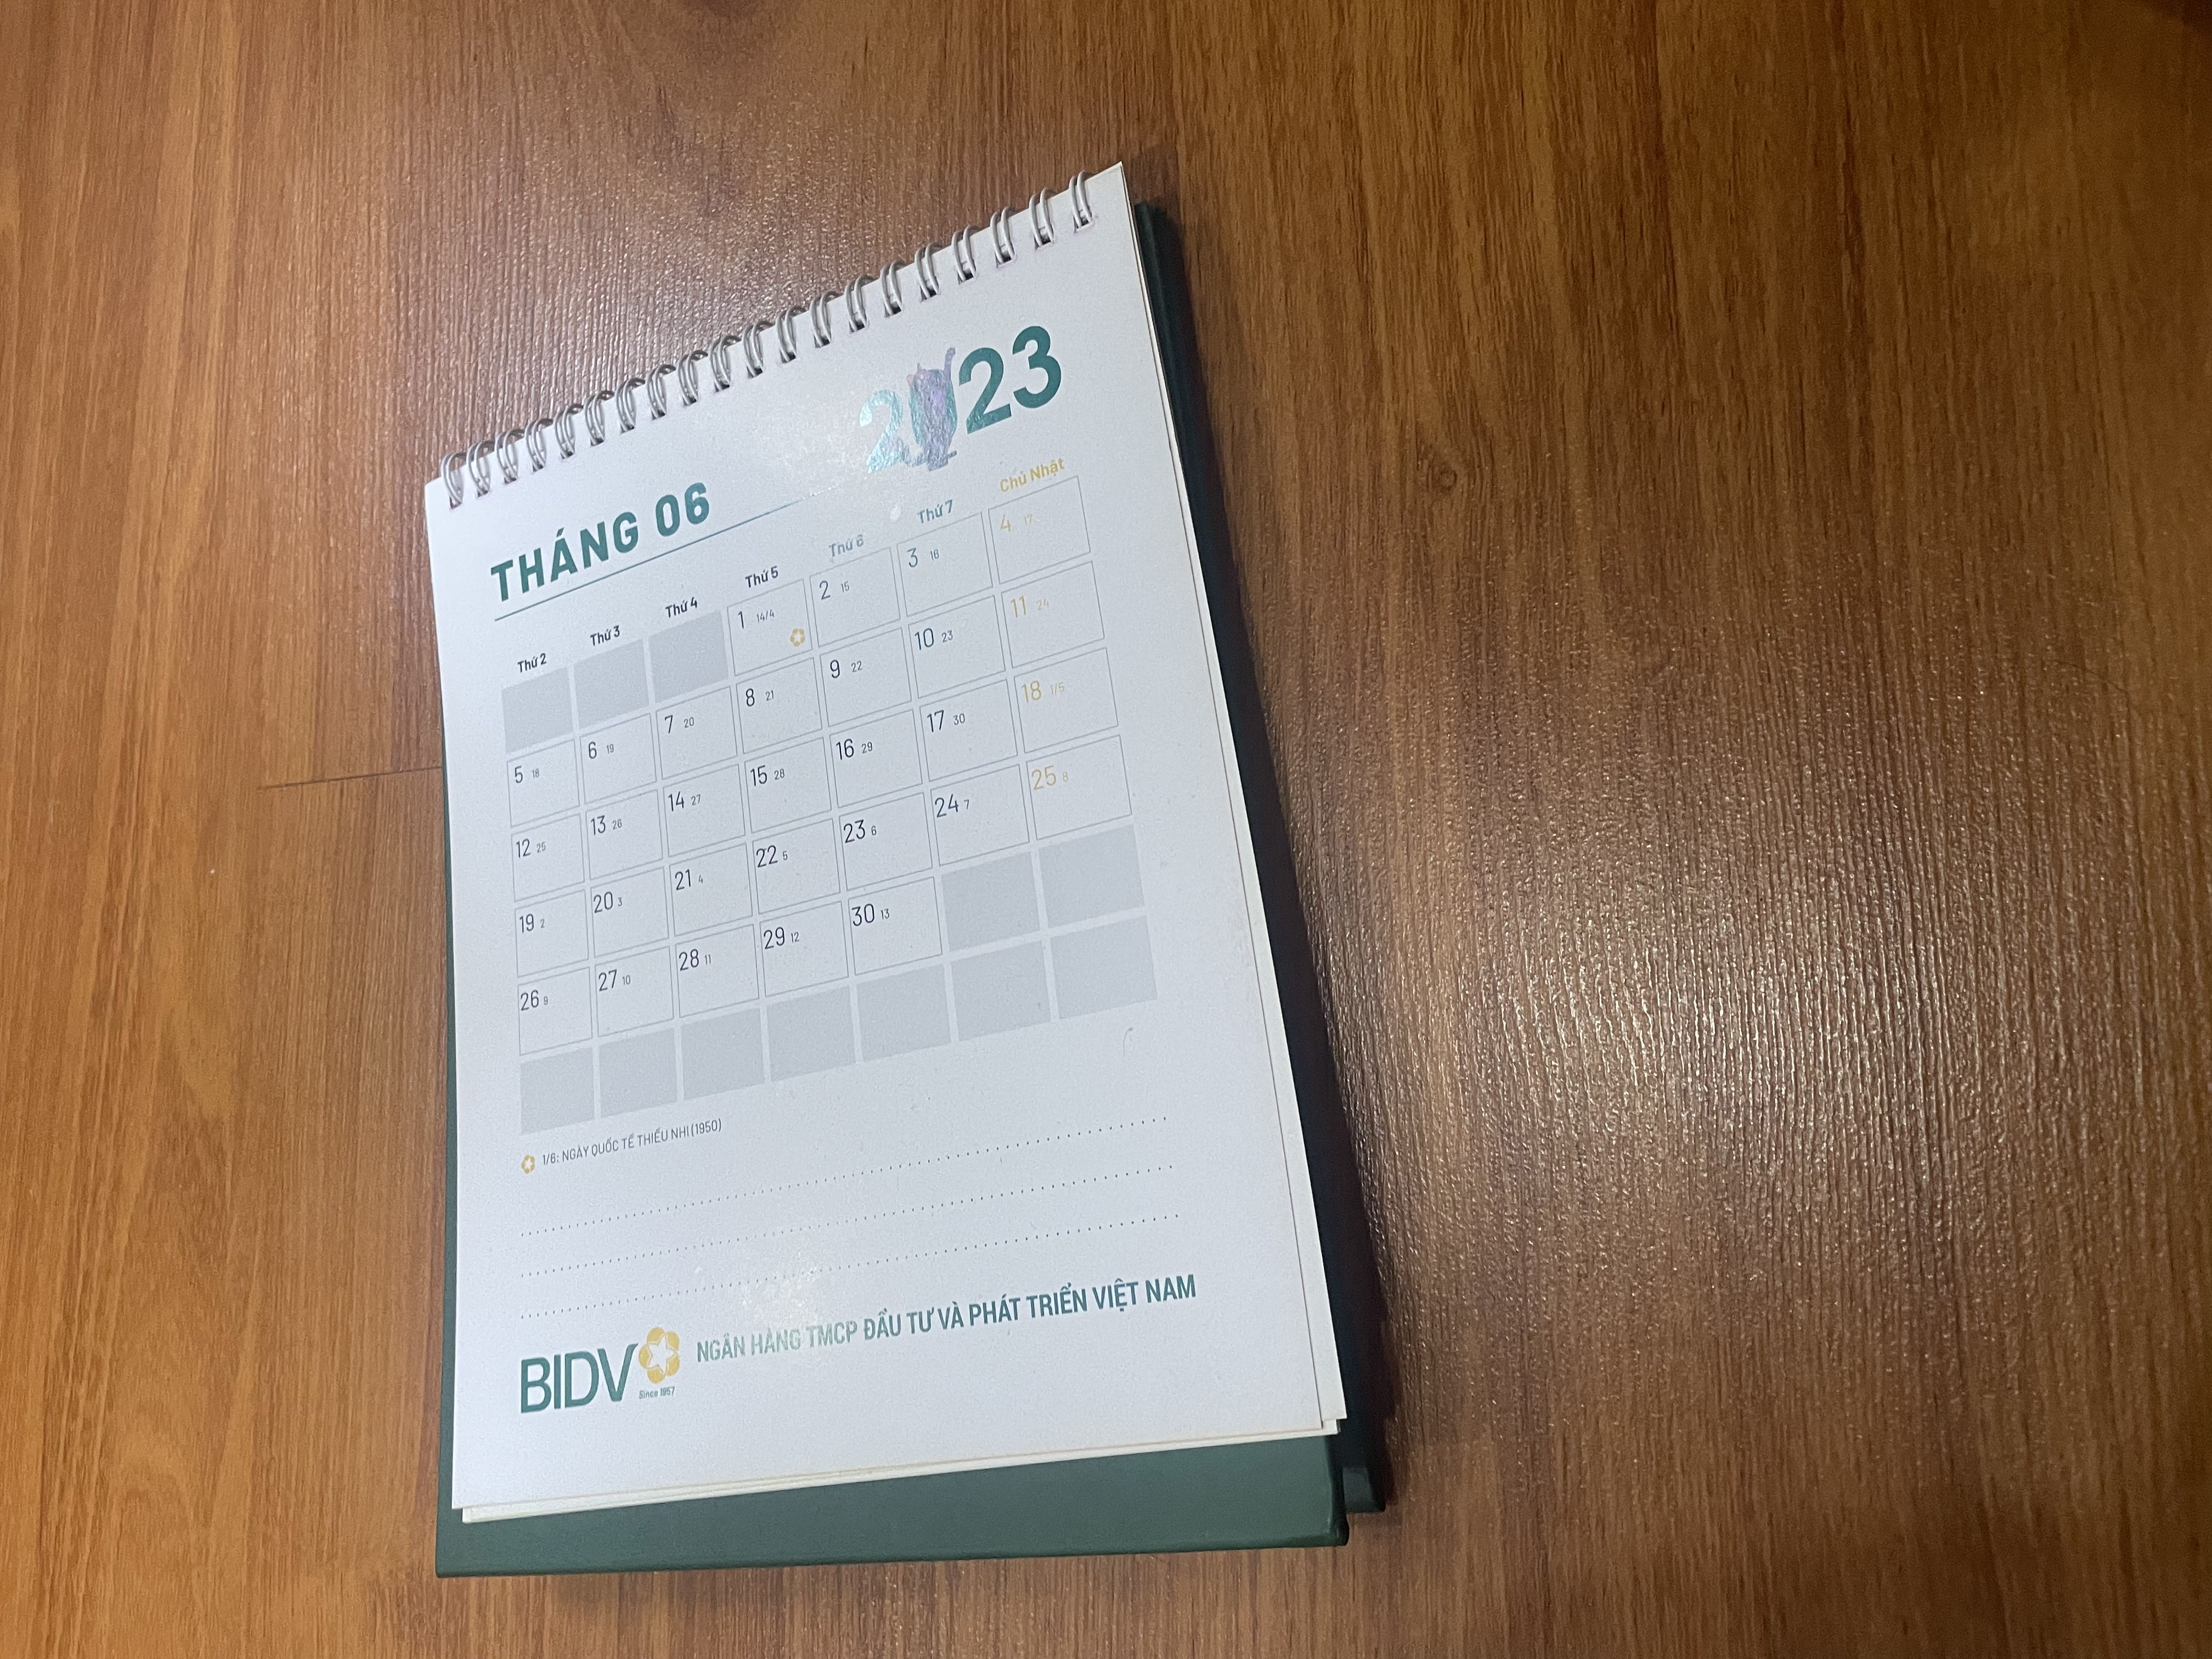 THÁNG 06
2023
Thứ 2 Thứ 3 Thứ 4 Thứ 5 Thứ 6 Thứ 7 Chủ Nhật
1 14/4 2 15 3 16 4 17
5 18 6 19 7 20 8 21 9 22 10 23 11 24
12 25 13 26 14 27 15 28 16 29 17 30 18 1/5
19 2 20 3 21 4 22 5 23 6 24 7 25 8
26 9 27 10 28 11 29 12 30 13
1/6: NGÀY QUỐC TẾ THIẾU NHI (1950)
BIDV NGÂN HÀNG TMCP ĐẦU TƯ VÀ PHÁT TRIỂN VIỆT NAM
Since 1957